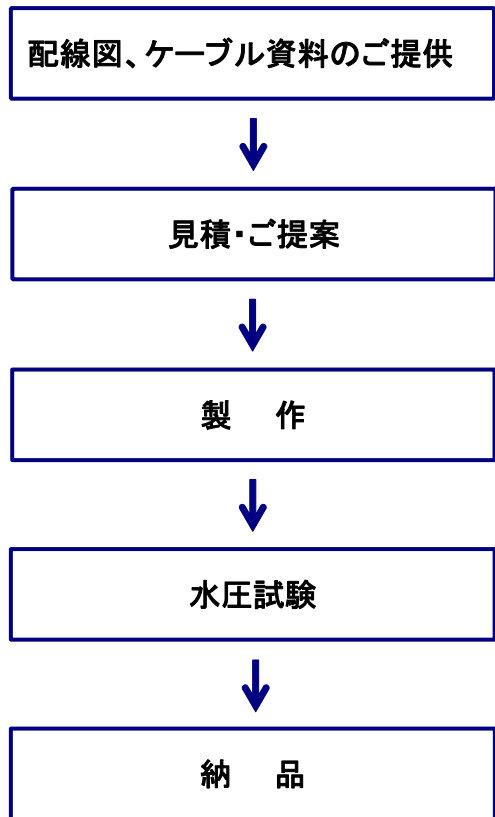 配線図、ケーブル資料のご提供
見積・ご提案
製　作
水圧試験
納　品